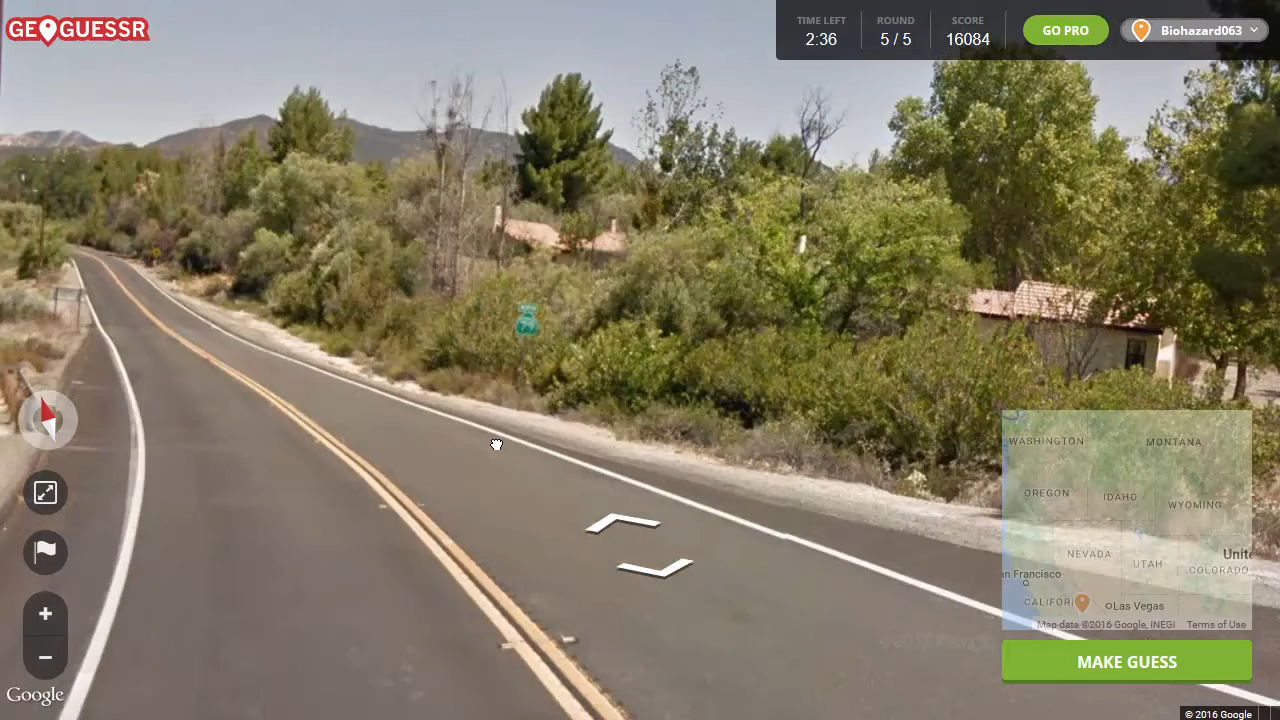 GEOGUESSR
TIME LEFT
2:36
ROUND
5 / 5
SCORE
16084
GO PRO
Biohazard063
WASHINGTON
MONTANA
OREGON
IDAHO
WYOMING
NEVADA
UTAH
Unite
COLORADO
an Francisco
CALIFORI
Las Vegas
Map data ©2016 Google, INEGI
Terms of Use
MAKE GUESS
+
−
Google
© 2016 Google